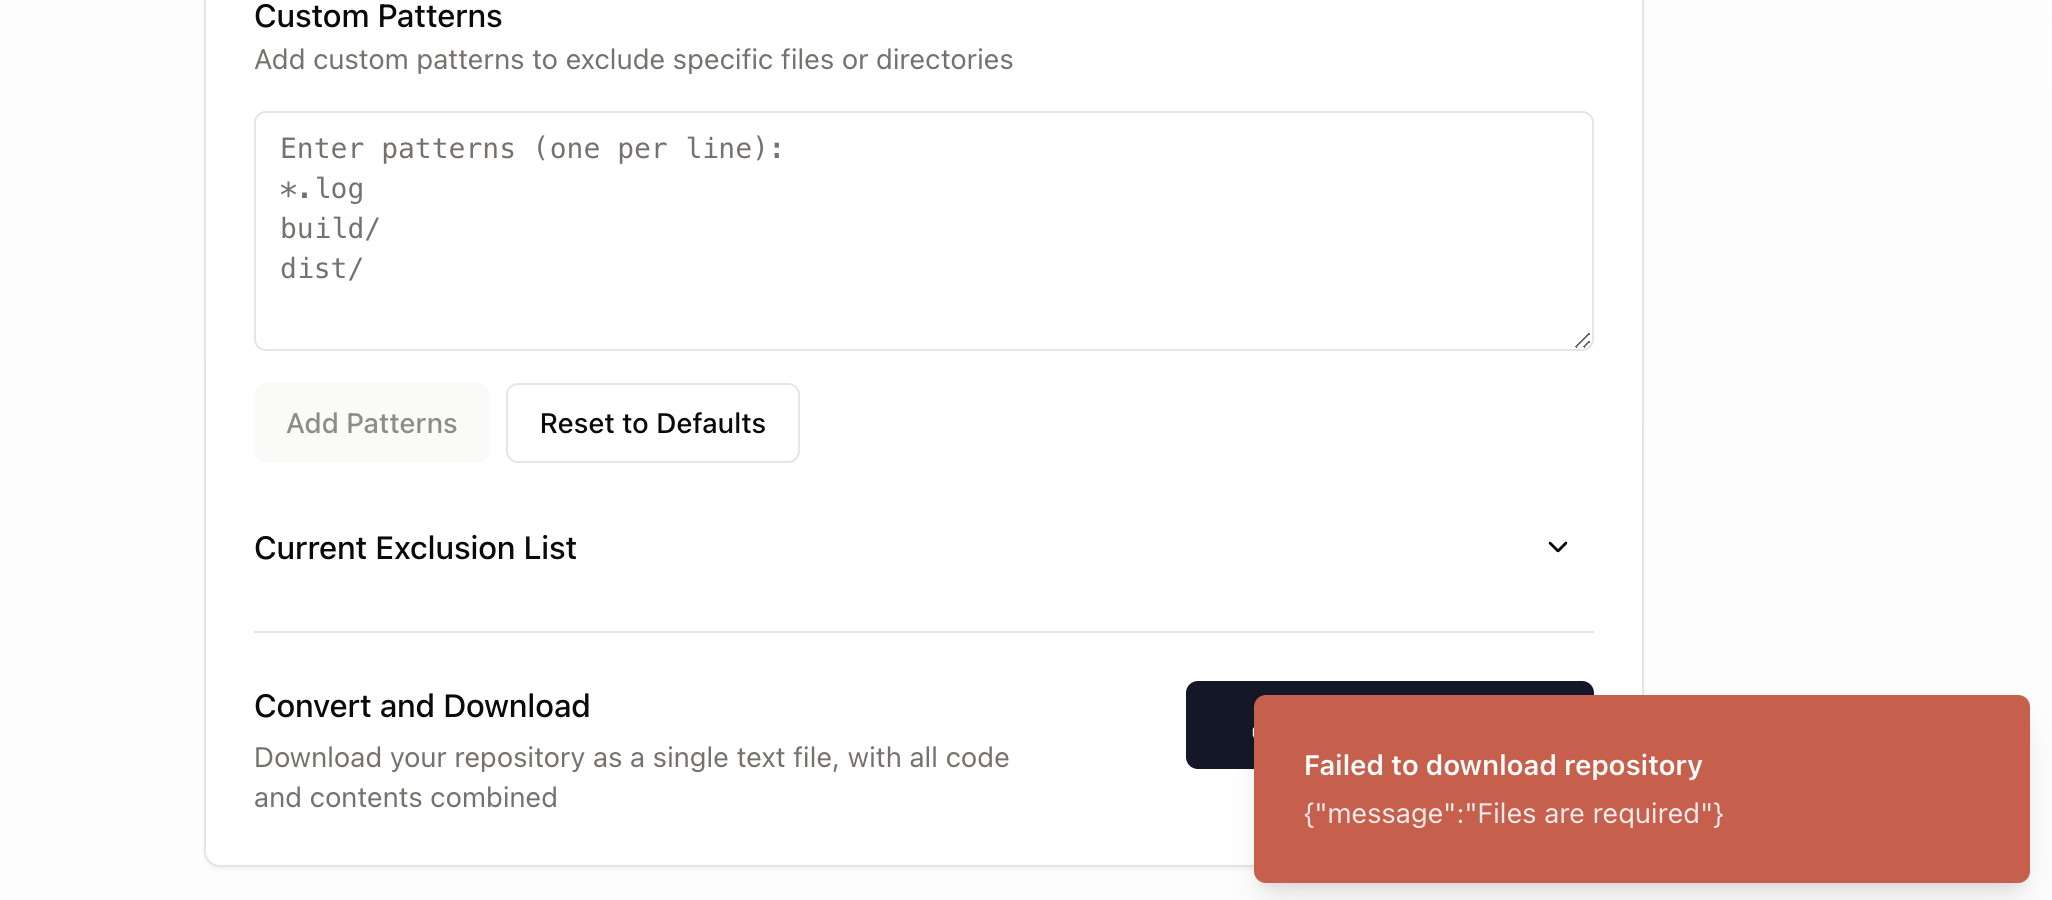 Custom Patterns
Add custom patterns to exclude specific files or directories
Enter patterns (one per line):
*.log
build/
dist/
Add Patterns
Reset to Defaults
Current Exclusion List
Convert and Download
Download your repository as a single text file, with all code
and contents combined
Failed to download repository
{"message":"Files are required"}